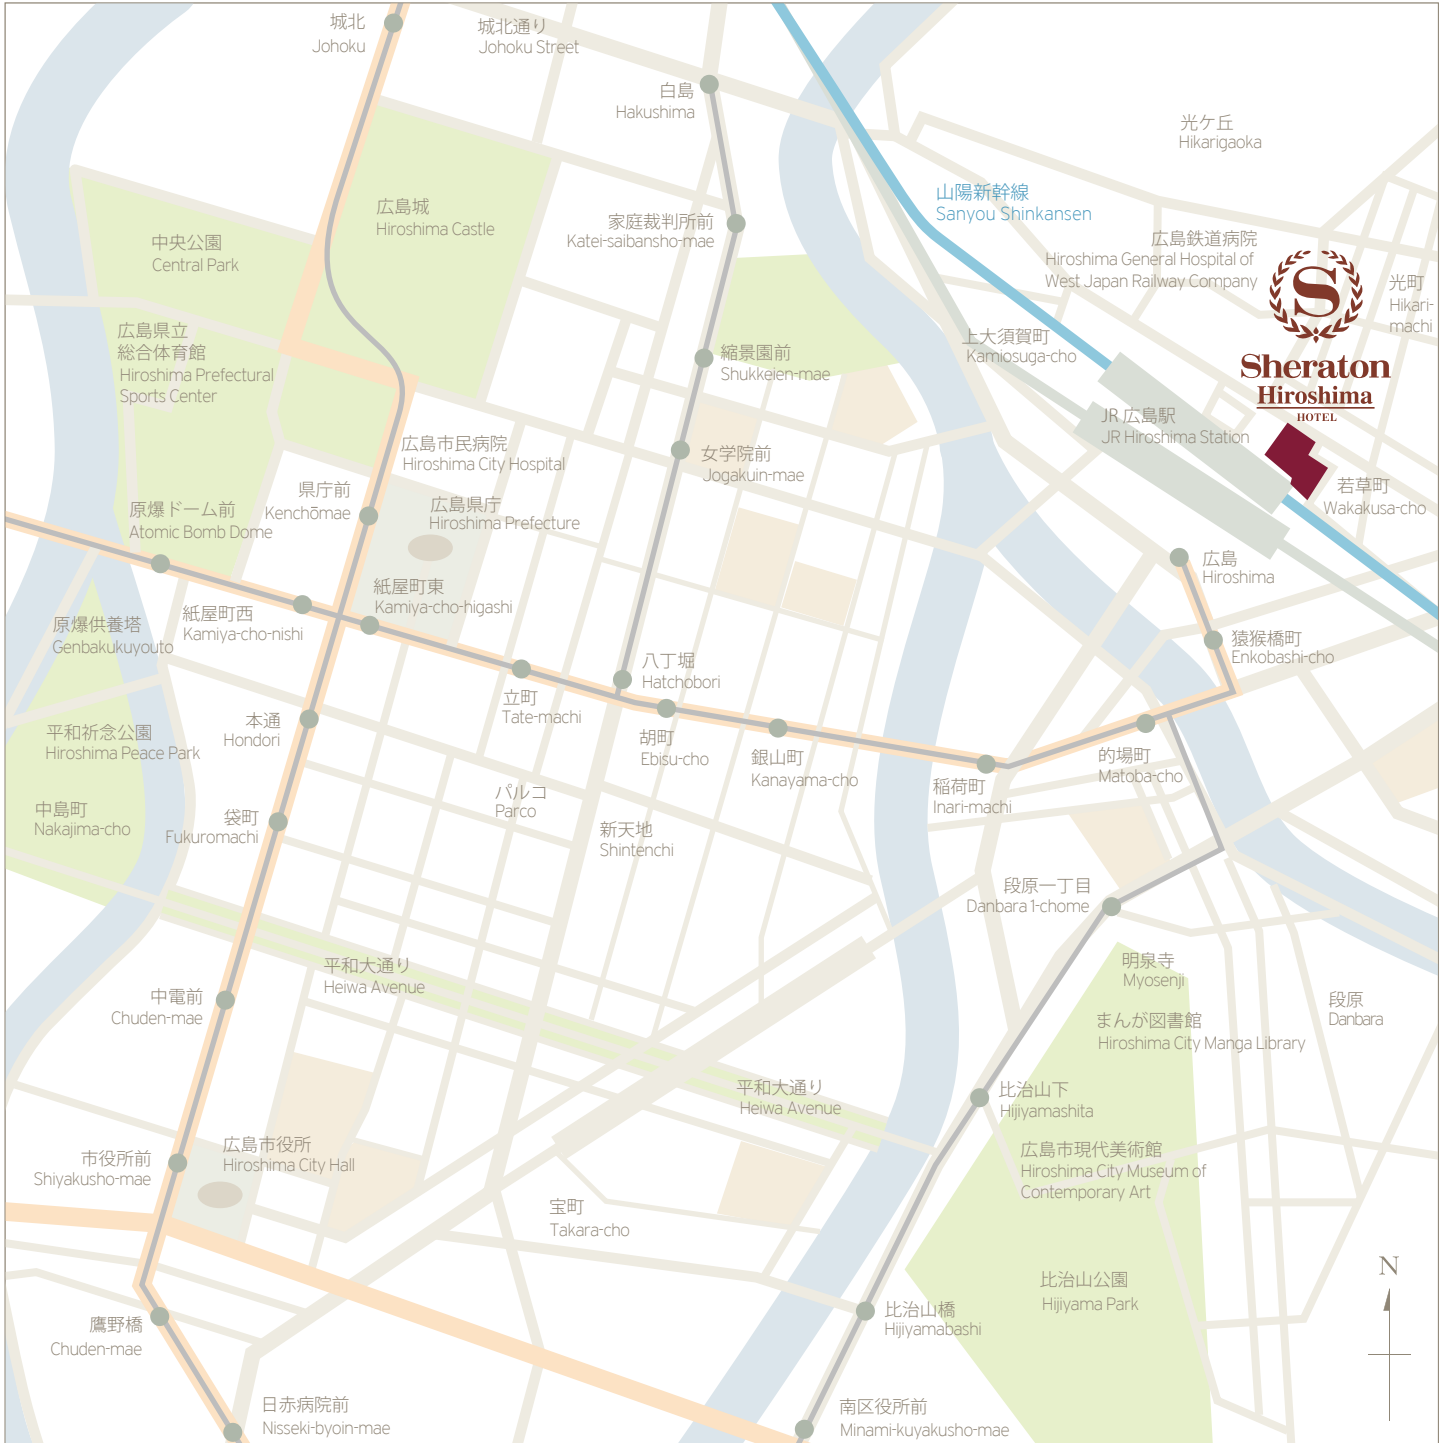 城北
Johoku
城北通り
Johoku Street
白島
Hakushima
光ケ丘
Hikarigaoka
山陽新幹線
Sanyou Shinkansen
広島城
Hiroshima Castle
家庭裁判所前
Katei-saibansho-mae
中央公園
Central Park
広島鉄道病院
Hiroshima General Hospital of
West Japan Railway Company
S
光町
Hikari-
machi
広島県立
総合体育館
Hiroshima Prefectural
Sports Center
縮景園前
Shukkeien-mae
上大須賀町
Kamiosuga-cho
Sheraton
Hiroshima
HOTEL
JR 広島駅
JR Hiroshima Station
広島市民病院
Hiroshima City Hospital
女学院前
Jogakuin-mae
県庁前
Kenchōmae
広島県庁
Hiroshima Prefecture
若草町
Wakakusa-cho
原爆ドーム前
Atomic Bomb Dome
広島
Hiroshima
紙屋町東
Kamiya-cho-higashi
紙屋町西
Kamiya-cho-nishi
原爆供養塔
Genbakukuyouto
猿猴橋町
Enkobashi-cho
八丁堀
Hatchobori
立町
Tate-machi
本通
Hondori
平和祈念公園
Hiroshima Peace Park
胡町
Ebisu-cho
銀山町
Kanayama-cho
的場町
Matoba-cho
稲荷町
Inari-machi
パルコ
Parco
中島町
Nakajima-cho
袋町
Fukuromachi
新天地
Shintenchi
段原一丁目
Danbara 1-chome
平和大通り
Heiwa Avenue
明泉寺
Myosenji
中電前
Chuden-mae
段原
Danbara
まんが図書館
Hiroshima City Manga Library
平和大通り
Heiwa Avenue
比治山下
Hijiyamashita
広島市役所
Hiroshima City Hall
市役所前
Shiyakusho-mae
広島市現代美術館
Hiroshima City Museum of
Contemporary Art
宝町
Takara-cho
N
比治山公園
Hijiyama Park
比治山橋
Hijiyamabashi
鷹野橋
Chuden-mae
日赤病院前
Nisseki-byoin-mae
南区役所前
Minami-kuyakusho-mae